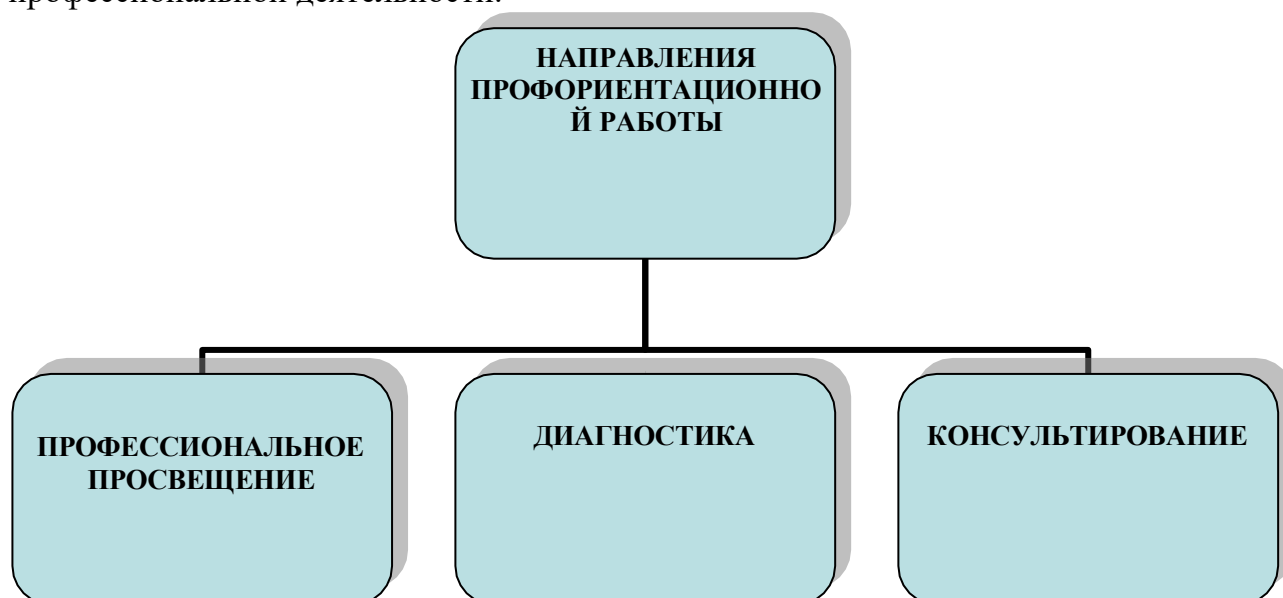 профессиональной деятельности.
НАПРАВЛЕНИЯ
ПРОФОРИЕНТАЦИОННО
Й РАБОТЫ
ПРОФЕССИОНАЛЬНОЕ
ПРОСВЕЩЕНИЕ
ДИАГНОСТИКА
КОНСУЛЬТИРОВАНИЕ